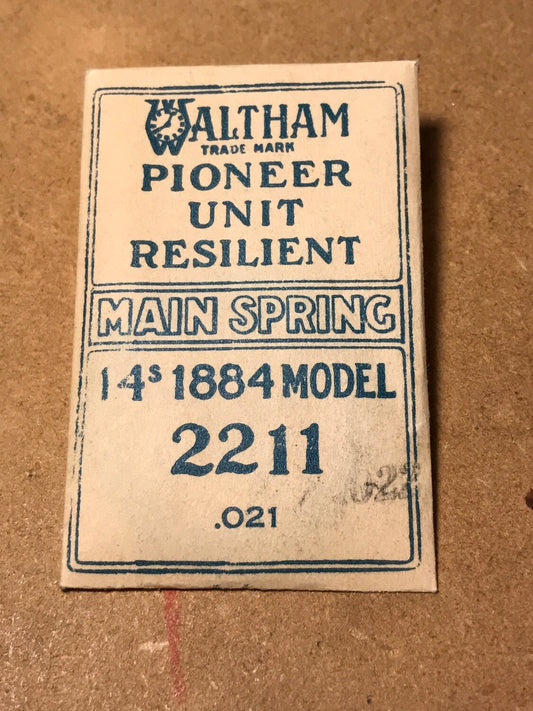 WALTHAM
TRADE MARK
PIONEER
UNIT
RESILIENT
MAIN SPRING
14S 1884 MODEL
2211
.021